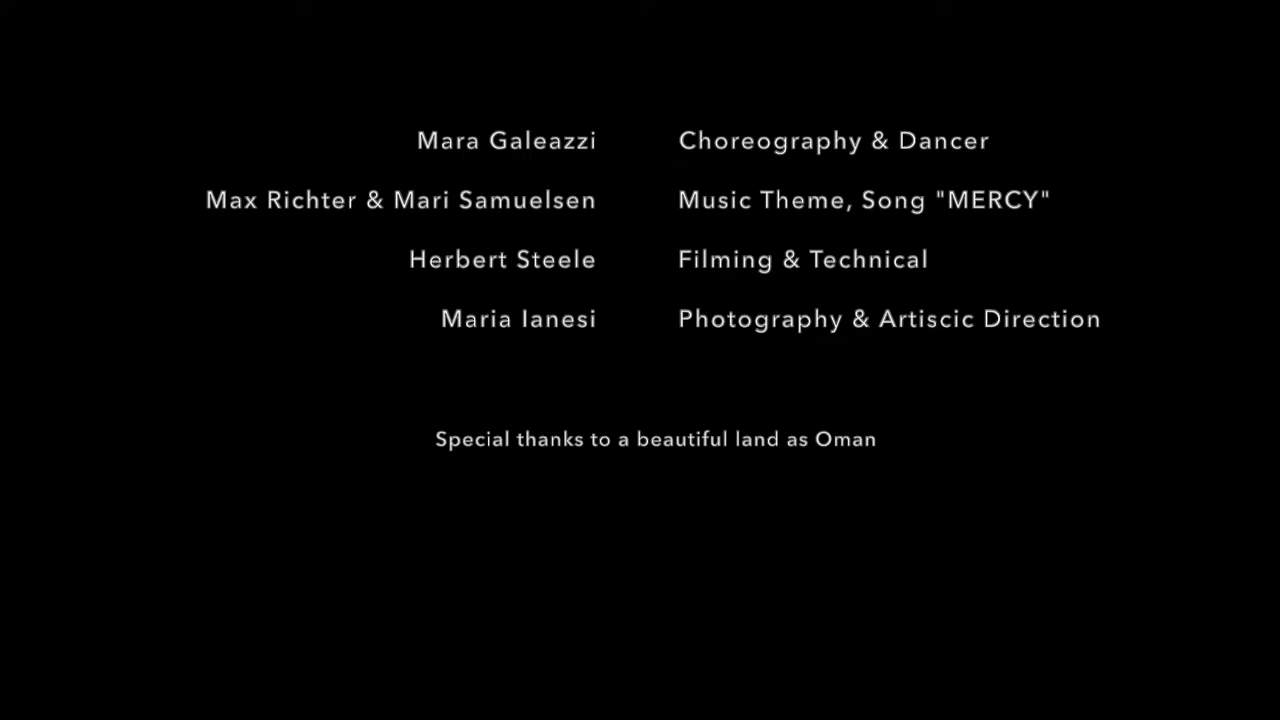 Mara Galeazzi Choreography & Dancer
Max Richter & Mari Samuelsen Music Theme, Song "MERCY"
Herbert Steele Filming & Technical
Maria Ianesi Photography & Artiscic Direction
Special thanks to a beautiful land as Oman